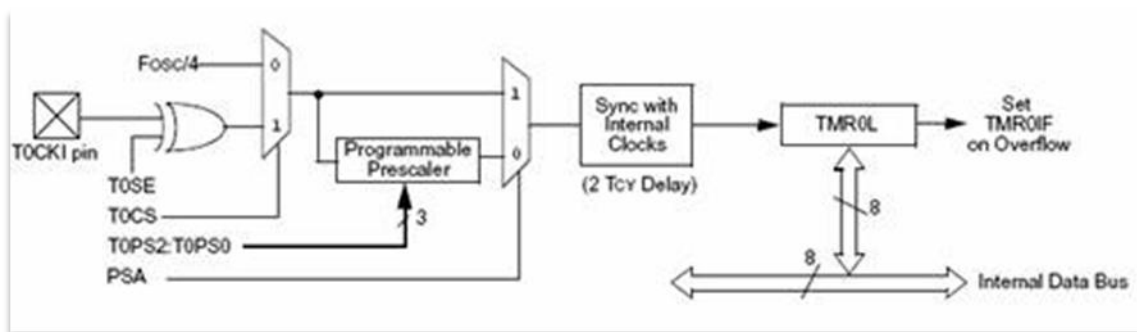 Fosc/4
0
1
T0CKI pin
T0SE
T0CS
T0PS2:T0PS0
PSA
Programmable
Prescaler
3
1
0
Sync with
Internal
Clocks
(2 TCY Delay)
TMR0L
Set
TMR0IF
on Overflow
8
8
Internal Data Bus